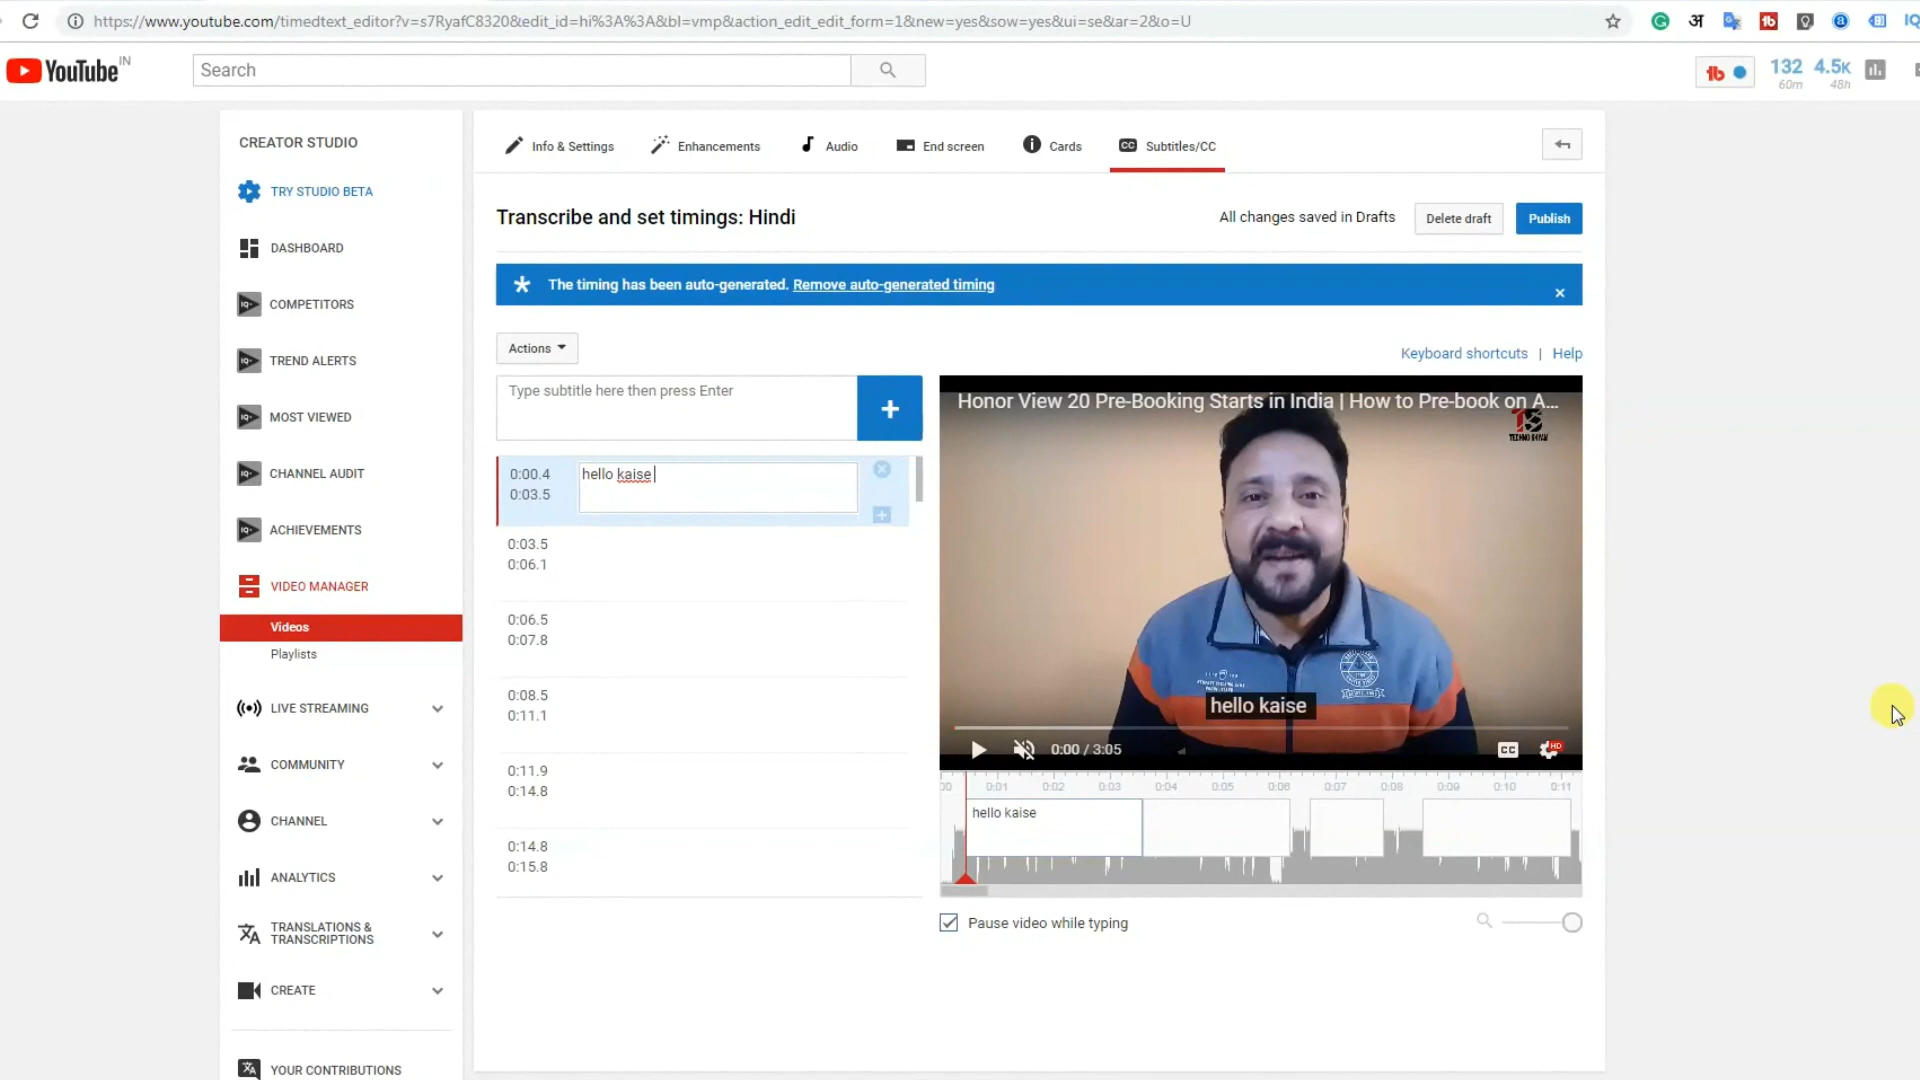 https://www.youtube.com/timedtext_editor?v=s7RyafC8320&edit_id=hi%3A%3A&bl=vmp&action_edit_edit_form=1&new=yes&sow=yes&ui=se&ar=2&o=U
अ
YouTube IN
Search
132
60m
4.5K
48h
CREATOR STUDIO
TRY STUDIO BETA
DASHBOARD
COMPETITORS
TREND ALERTS
MOST VIEWED
CHANNEL AUDIT
ACHIEVEMENTS
VIDEO MANAGER
Videos
Playlists
LIVE STREAMING
COMMUNITY
CHANNEL
ANALYTICS
TRANSLATIONS &
TRANSCRIPTIONS
CREATE
YOUR CONTRIBUTIONS
Info & Settings
Enhancements
Audio
End screen
Cards
CC Subtitles/CC
Transcribe and set timings: Hindi
All changes saved in Drafts
Delete draft
Publish
The timing has been auto-generated. Remove auto-generated timing
Actions
Keyboard shortcuts | Help
Type subtitle here then press Enter
+
0:00.4
0:03.5
hello kaise
0:03.5
0:06.1
0:06.5
0:07.8
0:08.5
0:11.1
0:11.9
0:14.8
0:14.8
0:15.8
Honor View 20 Pre-Booking Starts in India | How to Pre-book on A...
TECHNO SHYAM
hello kaise
0:00 / 3:05
CC
HD
00 0:01 0:02 0:03 0:04 0:05 0:06 0:07 0:08 0:09 0:10 0:11
hello kaise
Pause video while typing